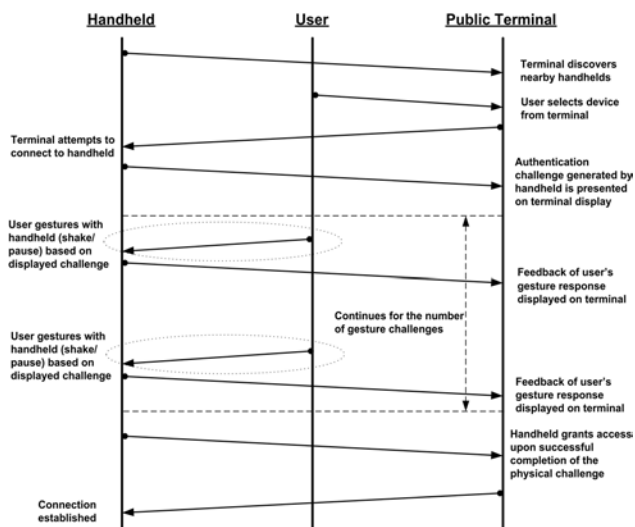 Handheld
User
Public Terminal
Terminal discovers
nearby handhelds
User selects device
from terminal
Terminal attempts to
connect to handheld
Authentication
challenge generated by
handheld is presented
on terminal display
User gestures with
handheld (shake/
pause) based on
displayed challenge
Feedback of user's
gesture response
displayed on terminal
Continues for the number
of gesture challenges
User gestures with
handheld (shake/
pause) based on
displayed challenge
Feedback of user's
gesture response
displayed on terminal
Handheld grants access
upon successful
completion of the
physical challenge
Connection
established